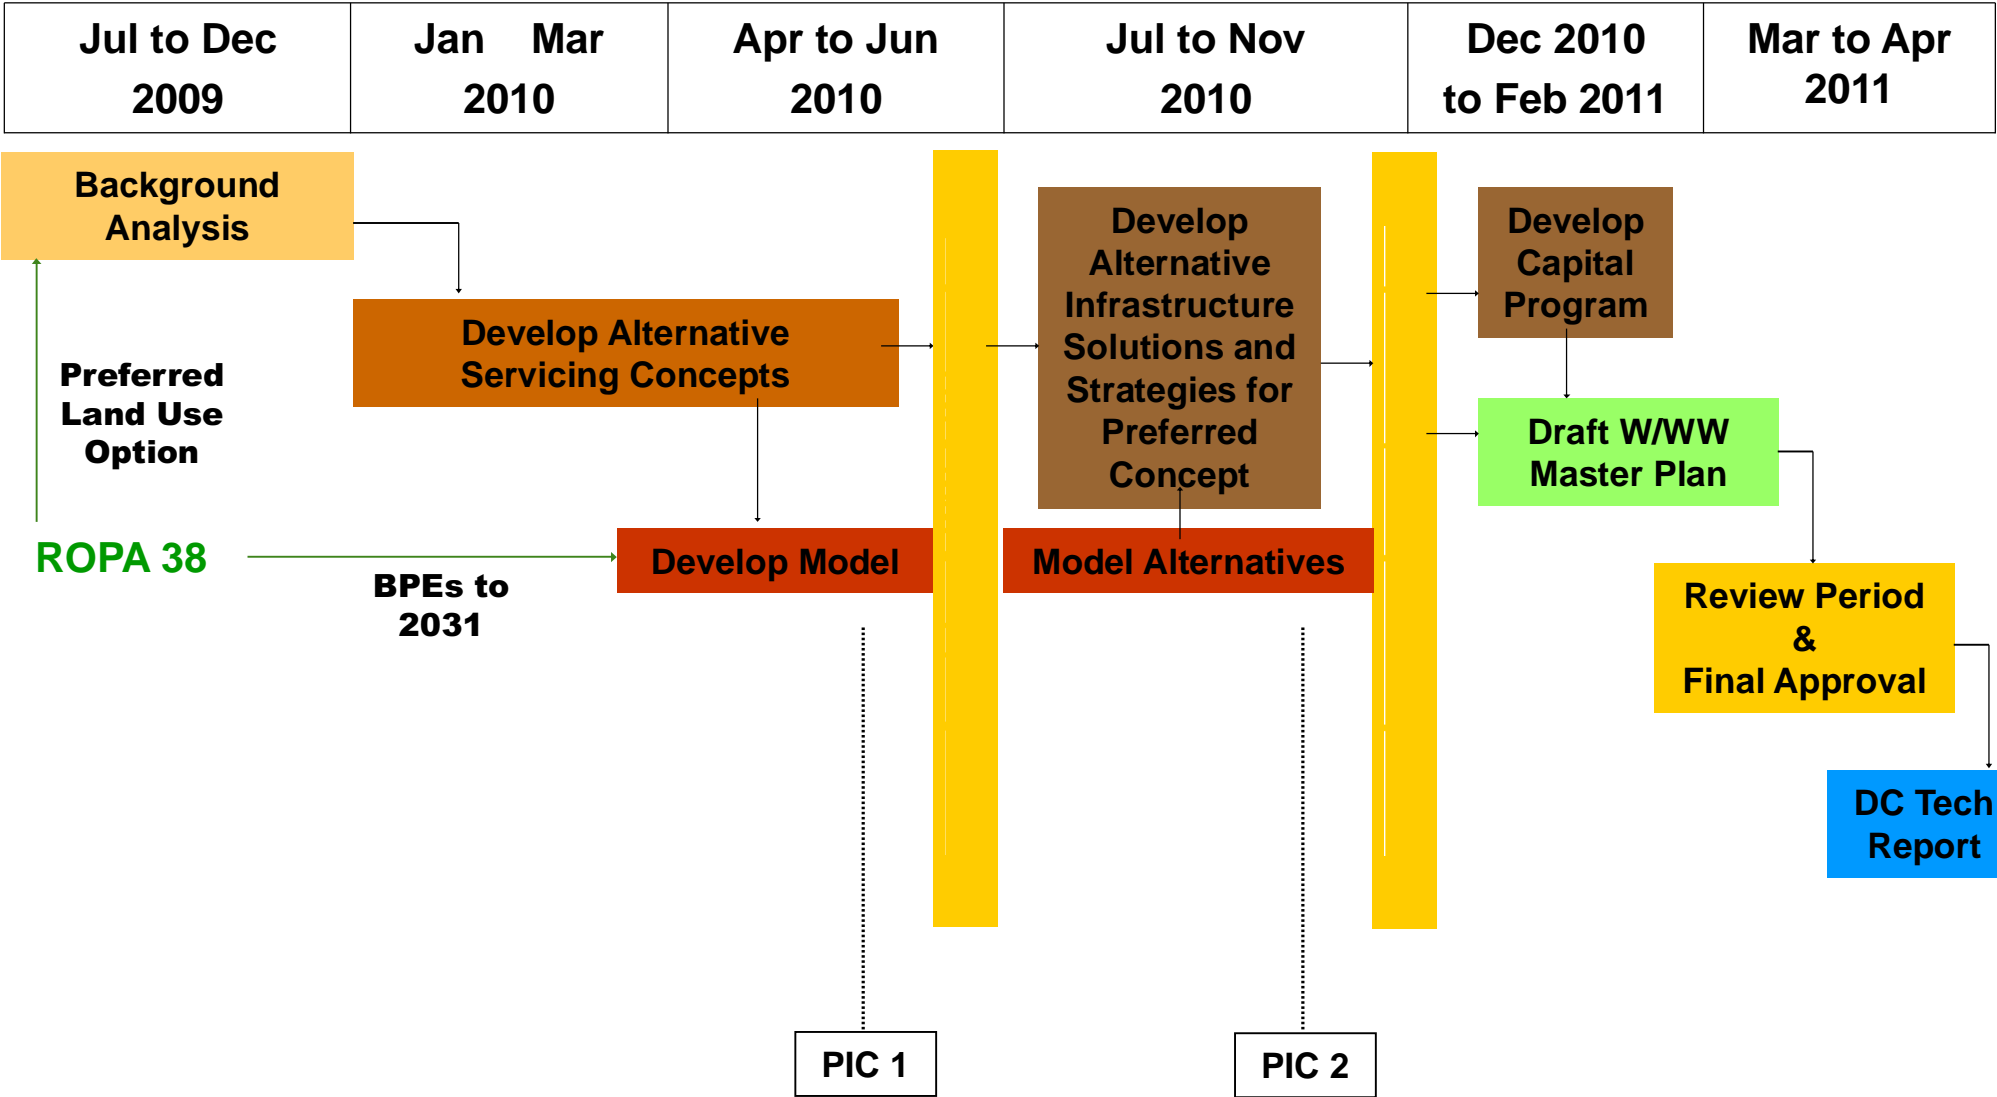 Jul to Dec
2009
Jan Mar
2010
Apr to Jun
2010
Jul to Nov
2010
Dec 2010
to Feb 2011
Mar to Apr
2011
Background
Analysis
Develop Alternative
Servicing Concepts
Preferred
Land Use
Option
ROPA 38
BPEs to
2031
Develop Model
Develop
Alternative
Infrastructure
Solutions and
Strategies for
Preferred
Concept
Model Alternatives
Develop
Capital
Program
Draft W/WW
Master Plan
Review Period
&
Final Approval
DC Tech
Report
PIC 1
PIC 2